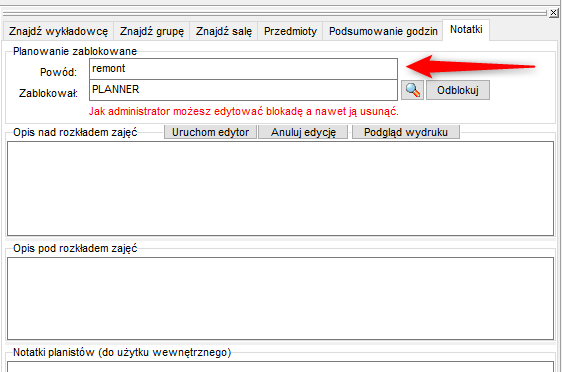 Znajdź wykładowcę Znajdź grupę Znajdź salę Przedmioty Podsumowanie godzin Notatki
Planowanie zablokowane
Powód: remont
Zablokował: PLANNER Odblokuj
Jak administrator możesz edytować blokadę a nawet ją usunąć.
Opis nad rozkładem zajęć Uruchom edytor Anuluj edycję Podgląd wydruku
Opis pod rozkładem zajęć
Notatki planistów (do użytku wewnętrznego)